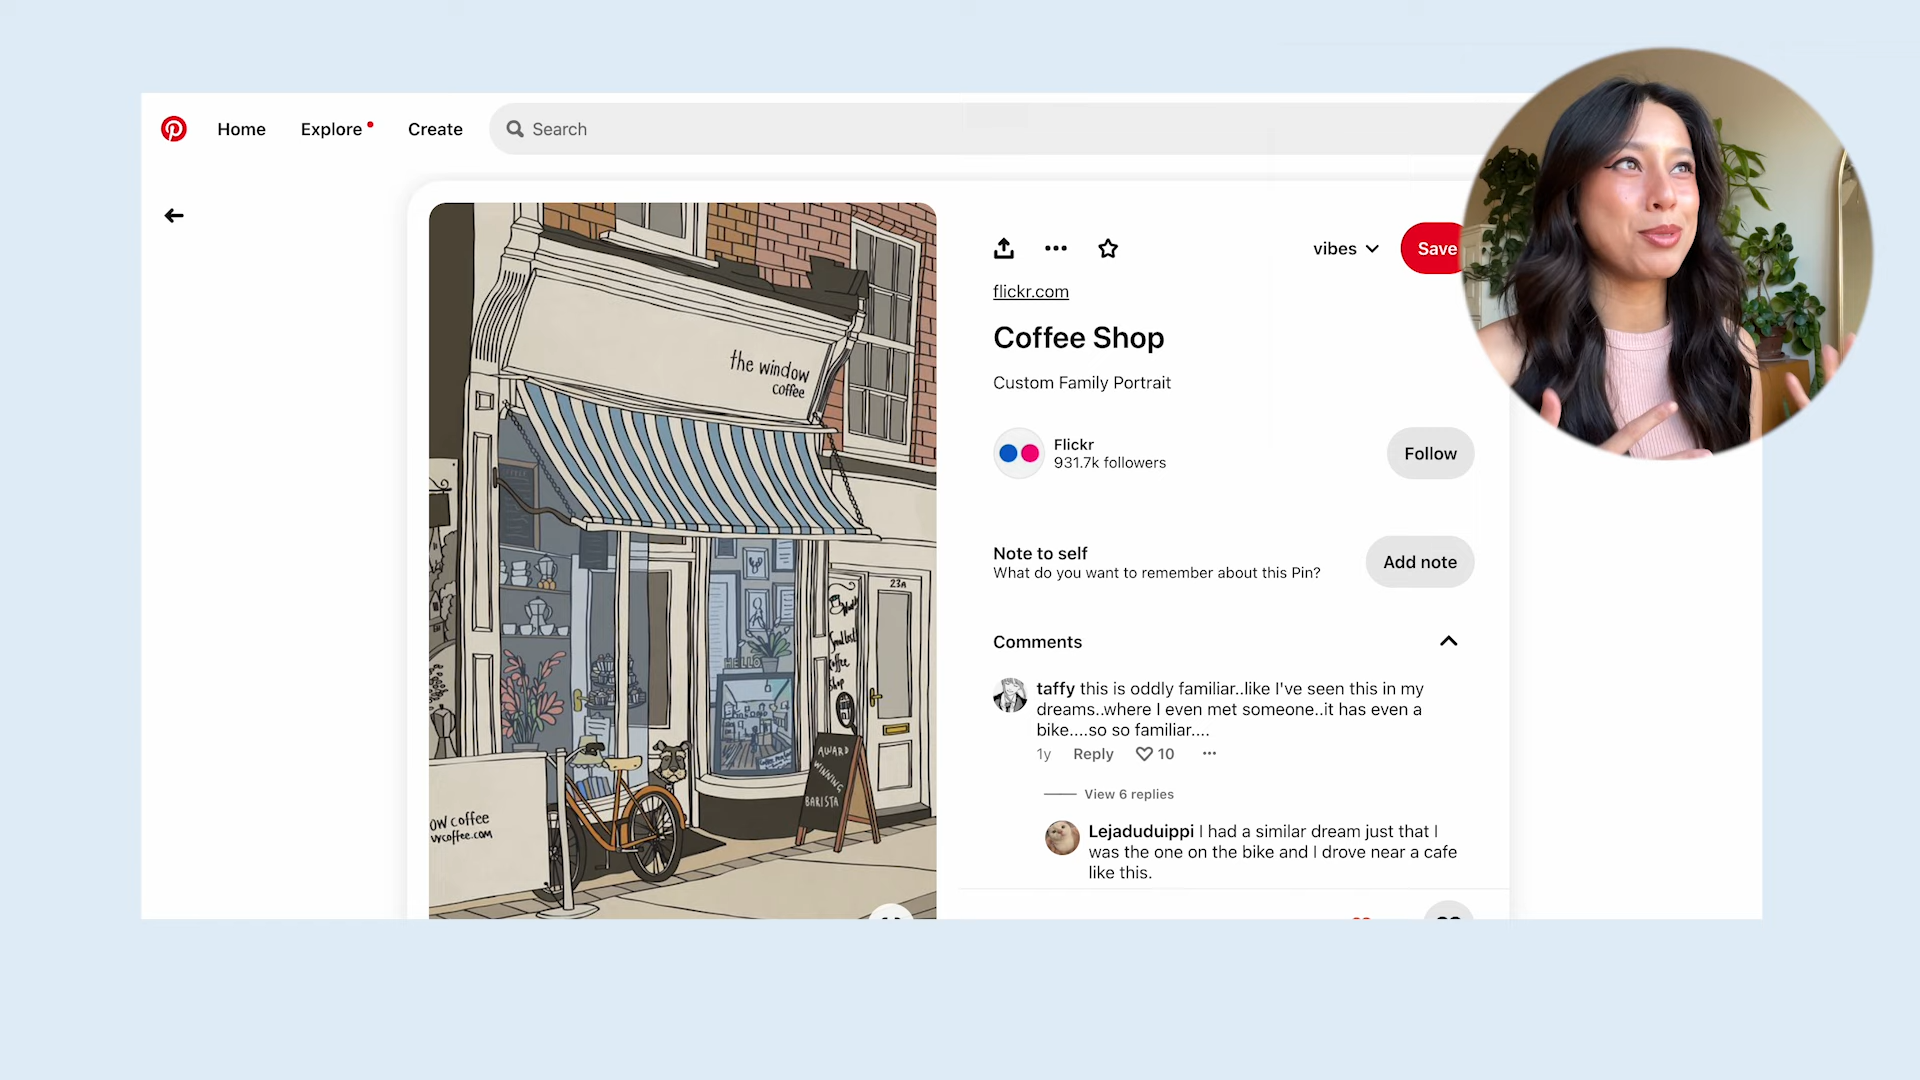 Home
Explore
Create
Search
vibes
Save
flickr.com
Coffee Shop
Custom Family Portrait
Flickr
931.7k followers
Follow
Note to self
What do you want to remember about this Pin?
Add note
Comments
taffy this is oddly familiar..like I've seen this in my
dreams..where I even met someone..it has even a
bike....so so familiar....
1y
Reply
10
View 6 replies
Lejaduduippi I had a similar dream just that I
was the one on the bike and I drove near a cafe
like this.
the window
coffee
23A
HELLO
Smallest
coffee
shop
AWARD
WINNING
BARISTA
ow coffee
wcoffee.com